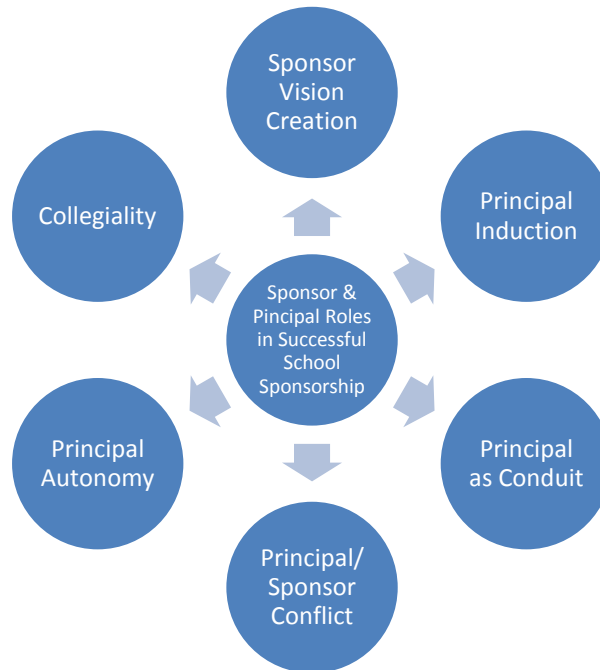 Sponsor
Vision
Creation
Collegiality
Principal
Induction
Sponsor &
Pincipal Roles
in Successful
School
Sponsorship
Principal
Autonomy
Principal
as Conduit
Principal/
Sponsor
Conflict